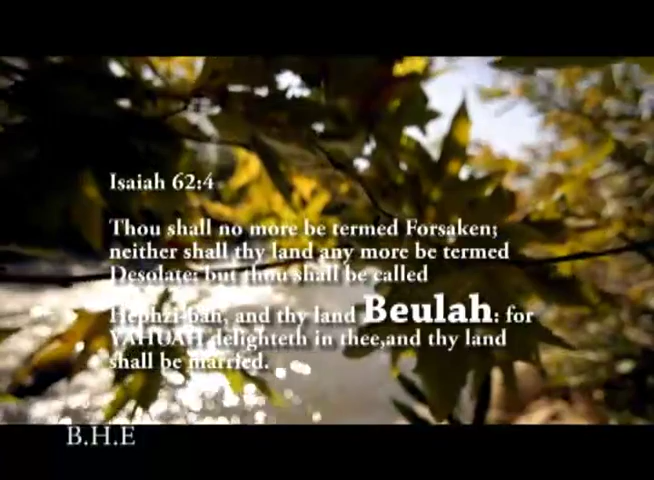 Isaiah 62:4
Thou shall no more be termed Forsaken;
neither shall thy land any more be termed
Desolate: but thou shall be called
Hephzi-bah, and thy land Beulah: for
YAHUAH delighteth in thee,and thy land
shall be married.
B.H.E